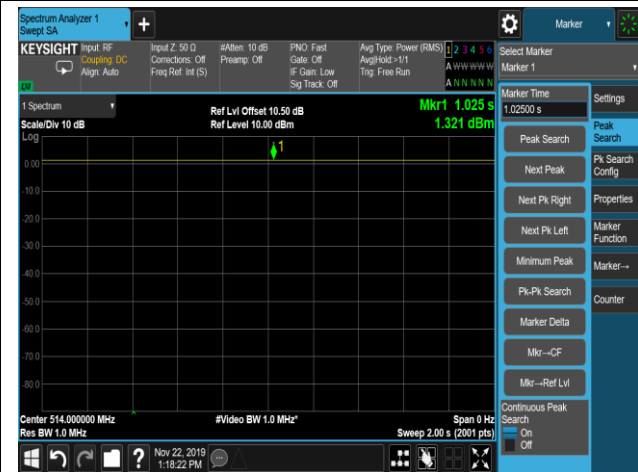 Spectrum Analyzer 1
Swept SA
Marker
KEYSIGHT
Input: RF
Coupling: DC
Align: Auto
Input Z: 50 Ω
Corrections: Off
Freq Ref: Int (S)
#Atten: 10 dB
Preamp: Off
PNO: Fast
Gate: Off
IF Gain: Low
Sig Track: Off
Avg Type: Power (RMS)
Avg|Hold:>1/1
Trig: Free Run
1 2 3 4 5 6
A W W W W W
A N N N N N
LXI
Select Marker
Marker 1
1 Spectrum
Scale/Div 10 dB
Log
Ref Lvl Offset 10.50 dB
Ref Level 10.00 dBm
Mkr1 1.025 s
1.321 dBm
1
0.00
-10.0
-20.0
-30.0
-40.0
-50.0
-60.0
-70.0
-80.0
Center 514.000000 MHz
Res BW 1.0 MHz
#Video BW 1.0 MHz*
Span 0 Hz
Sweep 2.00 s (2001 pts)
Marker Time
1.02500 s
Peak Search
Next Peak
Next Pk Right
Next Pk Left
Minimum Peak
Pk-Pk Search
Marker Delta
Mkr→CF
Mkr→Ref Lvl
Continuous Peak
Search
On
Off
Settings
Peak
Search
Pk Search
Config
Properties
Marker
Function
Marker→
Counter
?
Nov 22, 2019
1:18:22 PM